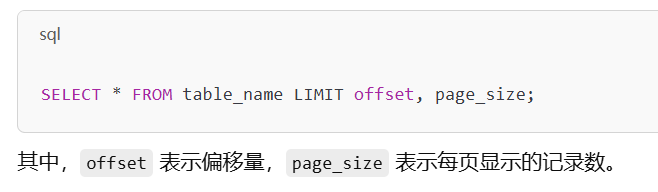 sql
SELECT * FROM table_name LIMIT offset, page_size;
其中，offset 表示偏移量，page_size 表示每页显示的记录数。